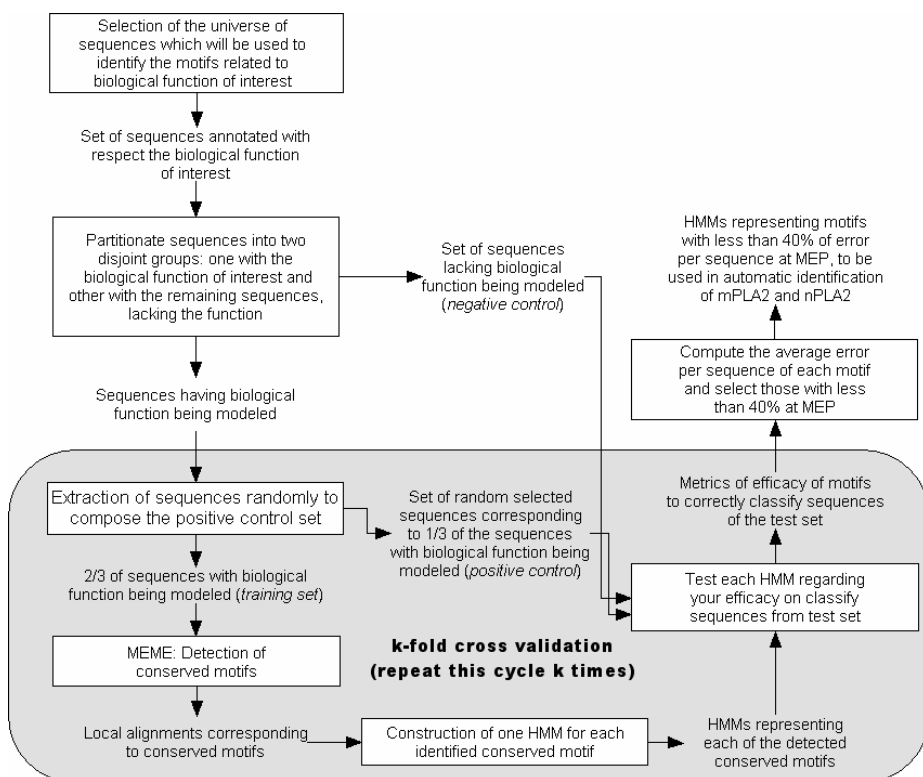 Selection of the universe of
sequences which will be used to
identify the motifs related to
biological function of interest
Set of sequences annotated with
respect the biological function
of interest
Partitionate sequences into two
disjoint groups: one with the
biological function of interest and
other with the remaining sequences,
lacking the function
Set of sequences
lacking biological
function being modeled
(negative control)
HMMs representing motifs
with less than 40% of error
per sequence at MEP, to be
used in automatic identification
of mPLA2 and nPLA2
Compute the average error
per sequence of each motif
and select those with less
than 40% at MEP
Sequences having biological
function being modeled
Extraction of sequences randomly to
compose the positive control set
Set of random selected
sequences corresponding
to 1/3 of the sequences
with biological function being
modeled (positive control)
Metrics of efficacy of motifs
to correctly classify sequences
of the test set
2/3 of sequences with biological
function being modeled (training set)
Test each HMM regarding
your efficacy on classify
sequences from test set
MEME: Detection of
conserved motifs
k-fold cross validation
(repeat this cycle k times)
Local alignments corresponding
to conserved motifs
Construction of one HMM for each
identified conserved motif
HMMs representing
each of the detected
conserved motifs